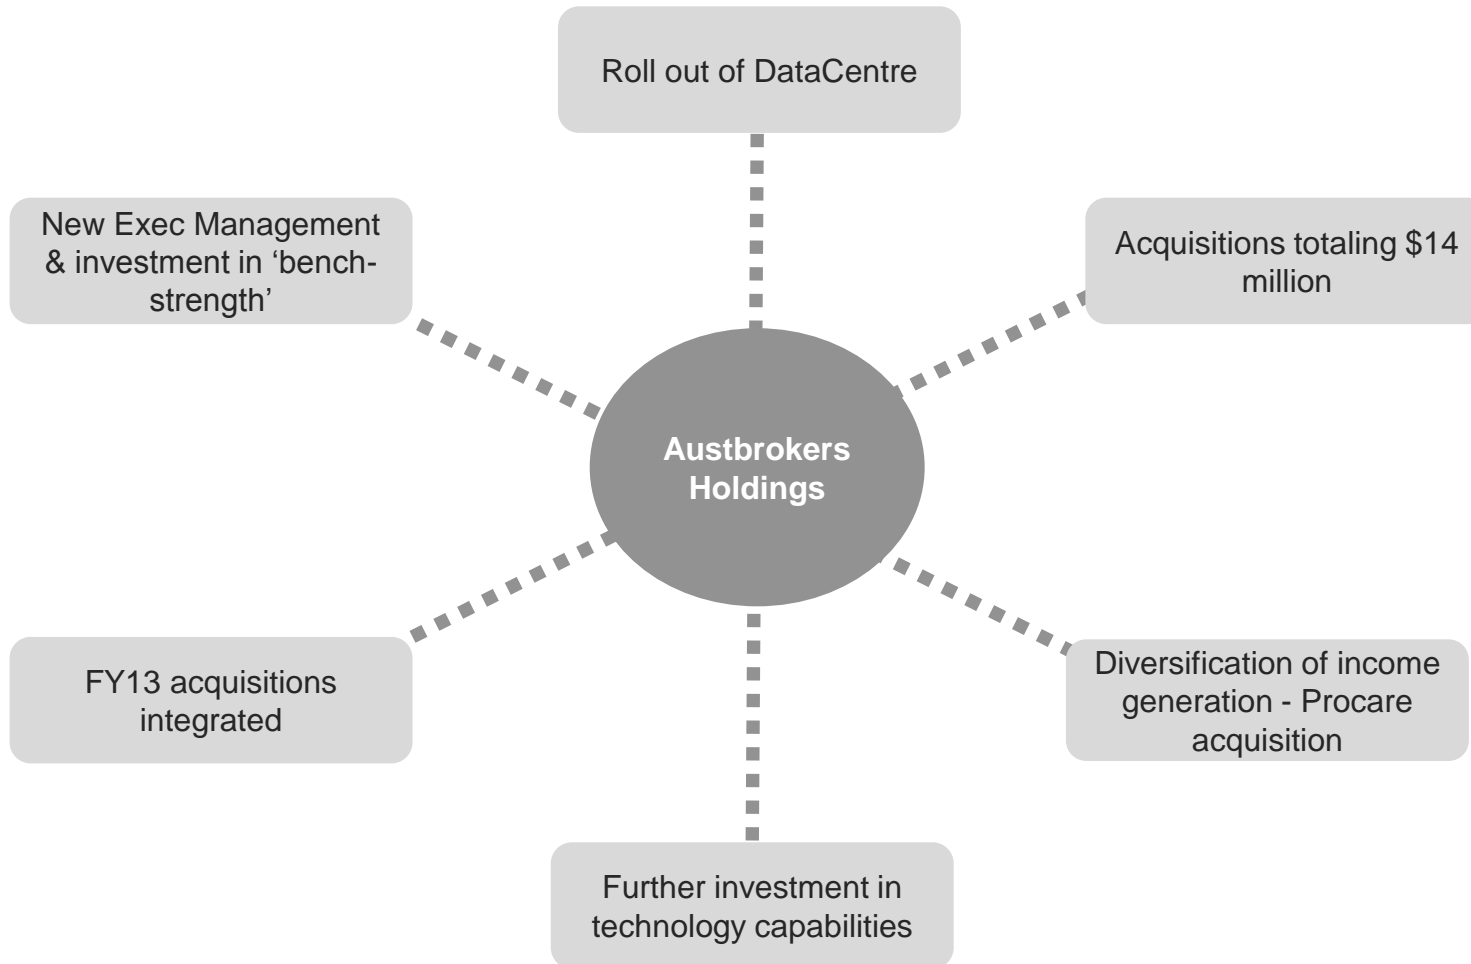 Roll out of DataCentre
New Exec Management
& investment in ‘bench-
strength’
Acquisitions totaling $14
million
Austbrokers
Holdings
FY13 acquisitions
integrated
Diversification of income
generation - Procare
acquisition
Further investment in
technology capabilities